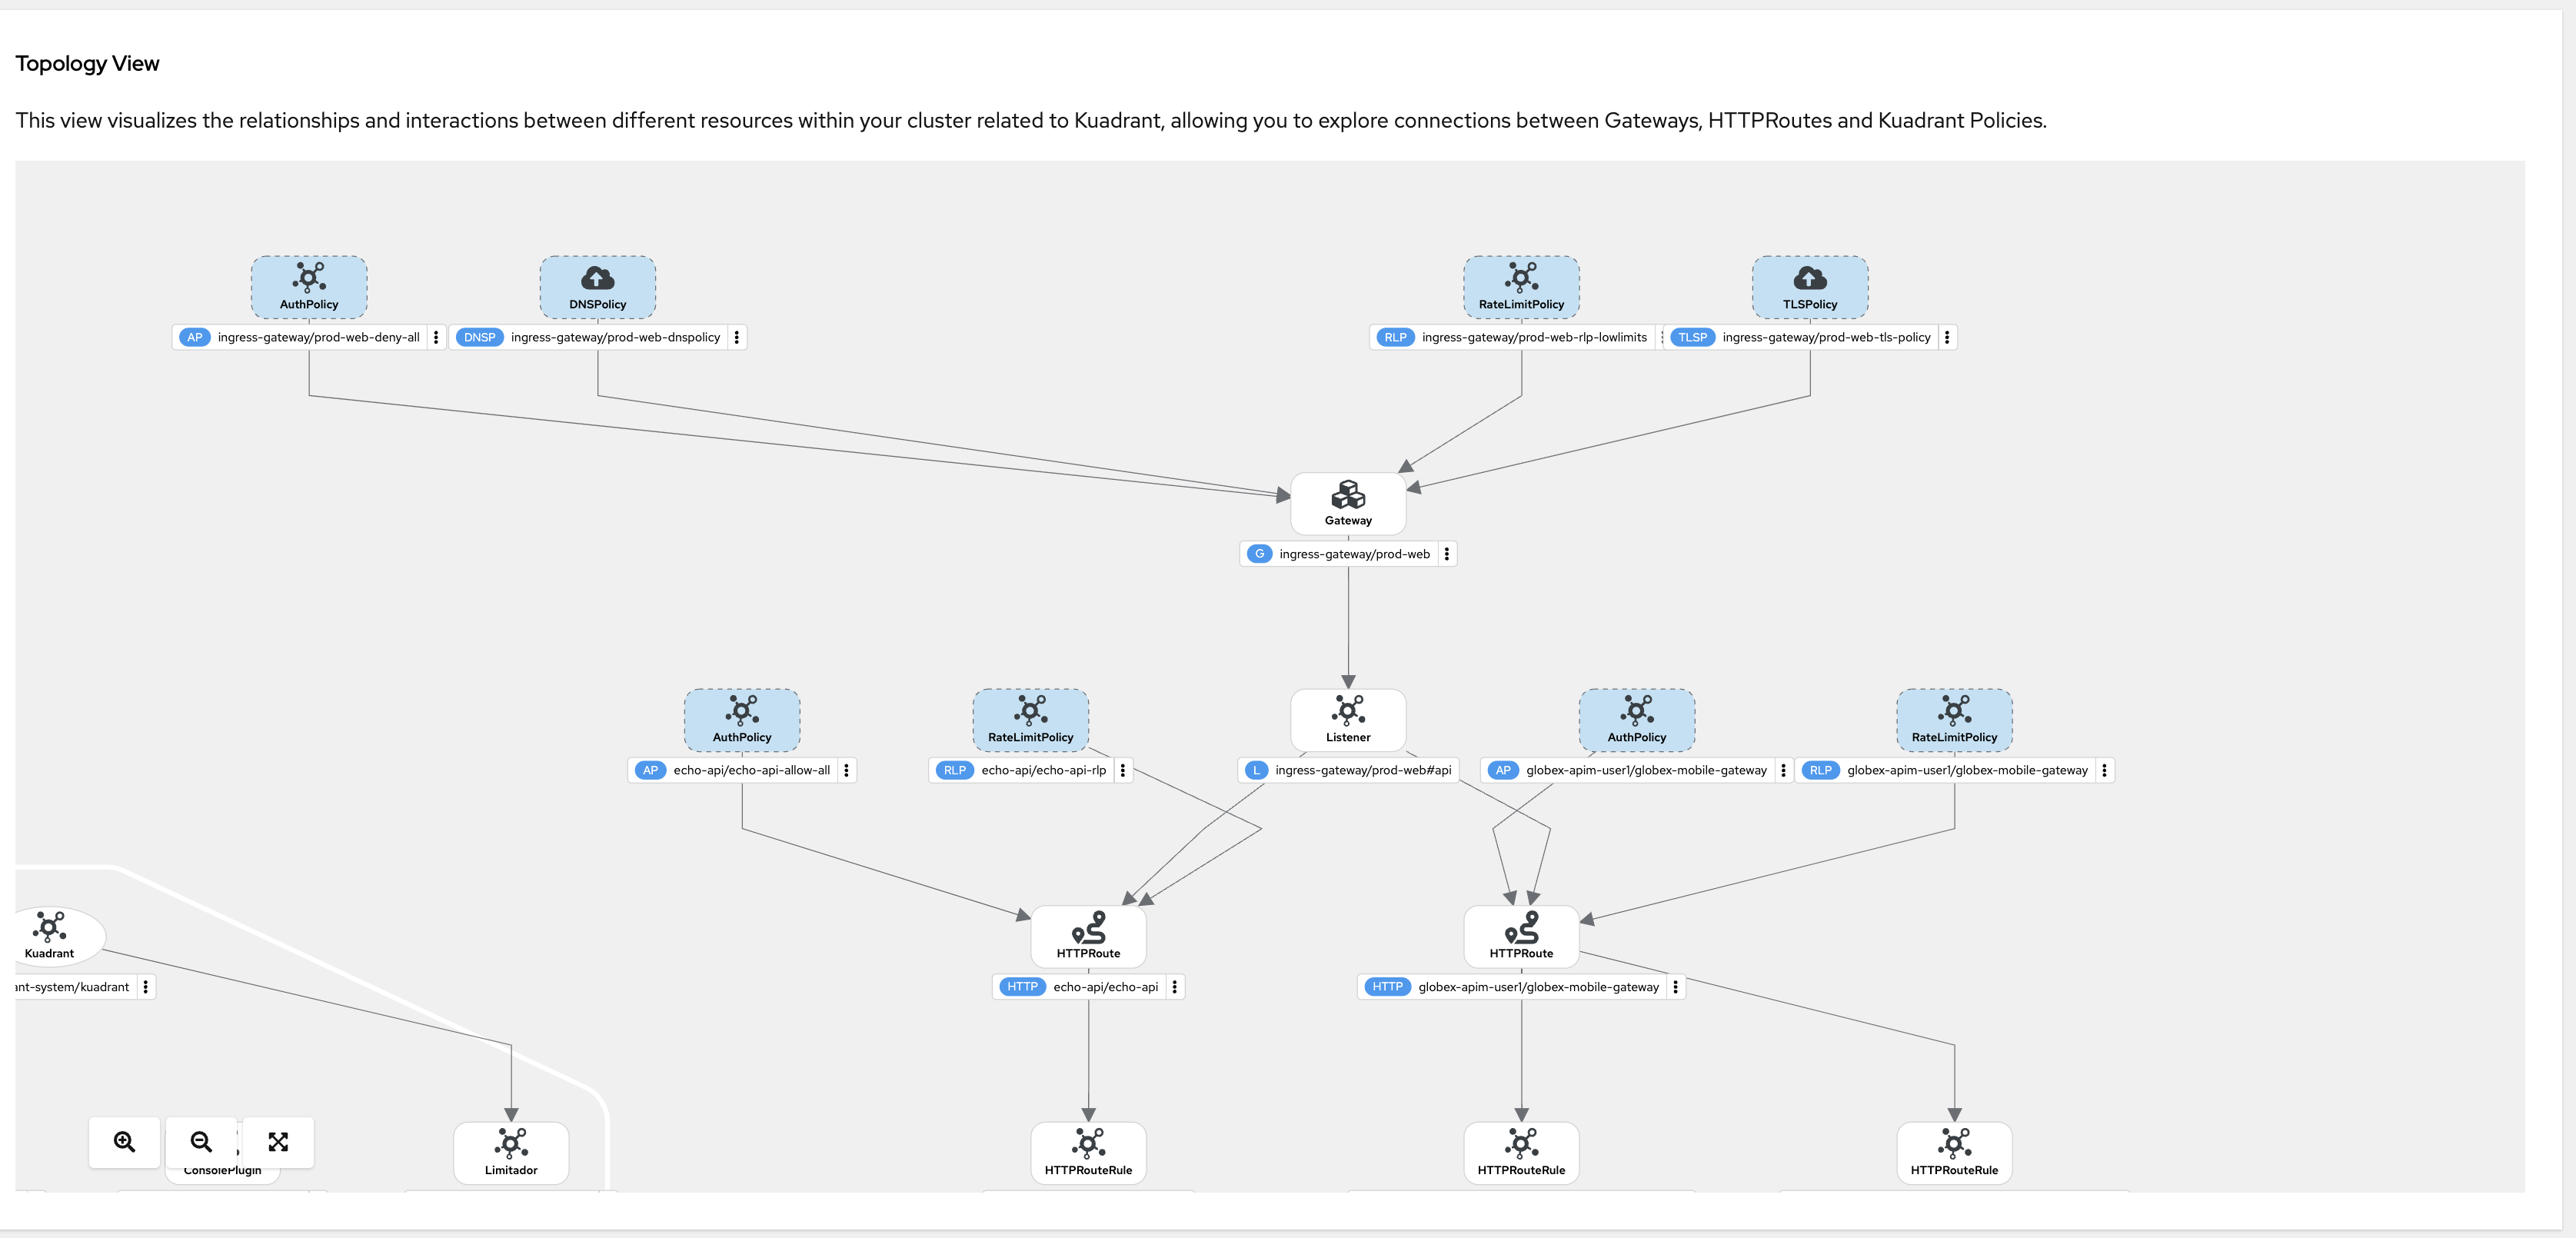 Topology View
This view visualizes the relationships and interactions between different resources within your cluster related to Kuadrant, allowing you to explore connections between Gateways, HTTPRoutes and Kuadrant Policies.
AuthPolicy
DNSPolicy
RateLimitPolicy
TLSPolicy
AP ingress-gateway/prod-web-deny-all
DNSP ingress-gateway/prod-web-dnspolicy
RLP ingress-gateway/prod-web-rlp-lowlimits
TLSP ingress-gateway/prod-web-tls-policy
Gateway
G ingress-gateway/prod-web
AuthPolicy
RateLimitPolicy
Listener
AuthPolicy
RateLimitPolicy
AP echo-api/echo-api-allow-all
RLP echo-api/echo-api-rlp
L ingress-gateway/prod-web#api
AP globex-apim-user1/globex-mobile-gateway
RLP globex-apim-user1/globex-mobile-gateway
Kuadrant
HTTPRoute
HTTPRoute
ant-system/kuadrant
HTTP echo-api/echo-api
HTTP globex-apim-user1/globex-mobile-gateway
ConsolePlugin
Limitador
HTTPRouteRule
HTTPRouteRule
HTTPRouteRule